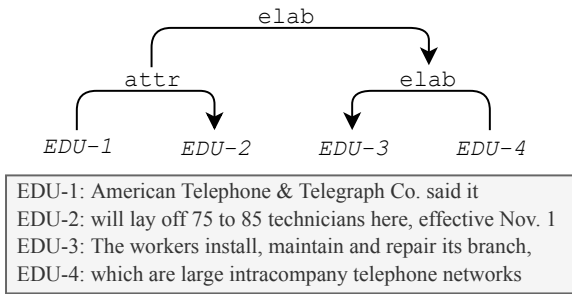 elab
attr elab
EDU-1 EDU-2 EDU-3 EDU-4
EDU-1: American Telephone & Telegraph Co. said it
EDU-2: will lay off 75 to 85 technicians here, effective Nov. 1
EDU-3: The workers install, maintain and repair its branch,
EDU-4: which are large intracompany telephone networks